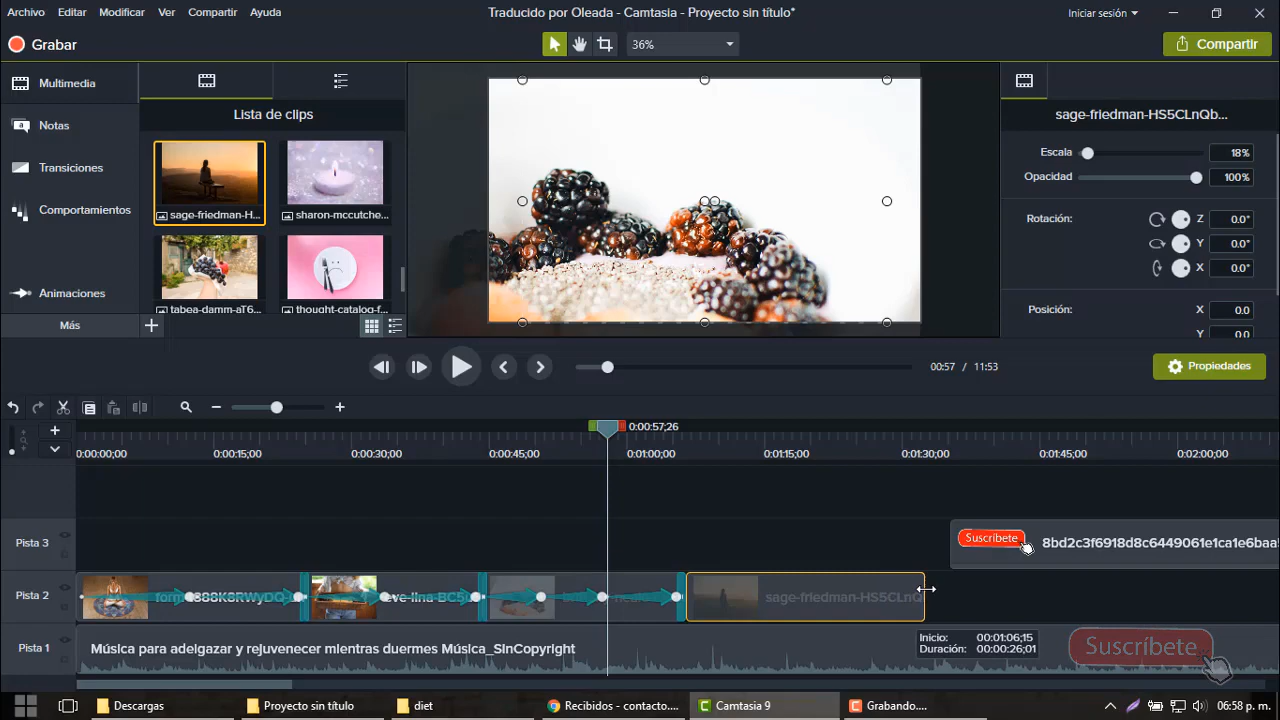 Archivo Editar Modificar Ver Compartir Ayuda Traducido por Oleada - Camtasia - Proyecto sin título* Iniciar sesión
Grabar 36% Compartir
Multimedia
Notas
Transiciones
Comportamientos
Animaciones
Más
Lista de clips
sage-friedman-H...
sharon-mccutche...
tabea-damm-aT6...
thought-catalog-f...
sage-friedman-HS5CLnQb...
Escala 18%
Opacidad 100%
Rotación: Z 0.0°
Y 0.0°
X 0.0°
Posición: X 0.0
Y 0.0
00:57 / 11:53
Propiedades
0:00:57;26
0:00:00;00 0:00:15;00 0:00:30;00 0:00:45;00 0:01:00;00 0:01:15;00 0:01:30;00 0:01:45;00 0:02:00;00
Pista 3
Suscríbete
8bd2c3f6918d8c6449061e1ca1e6baa
Pista 2
sage-friedman-HS5CLnQ
Pista 1
Música para adelgazar y rejuvenecer mientras duermes Música_SinCopyright
Inicio: 00:01:06;15
Duración: 00:00:26;01
Suscríbete
Descargas Proyecto sin título diet Recibidos - contacto.... Camtasia 9 Grabando.... 06:58 p. m.